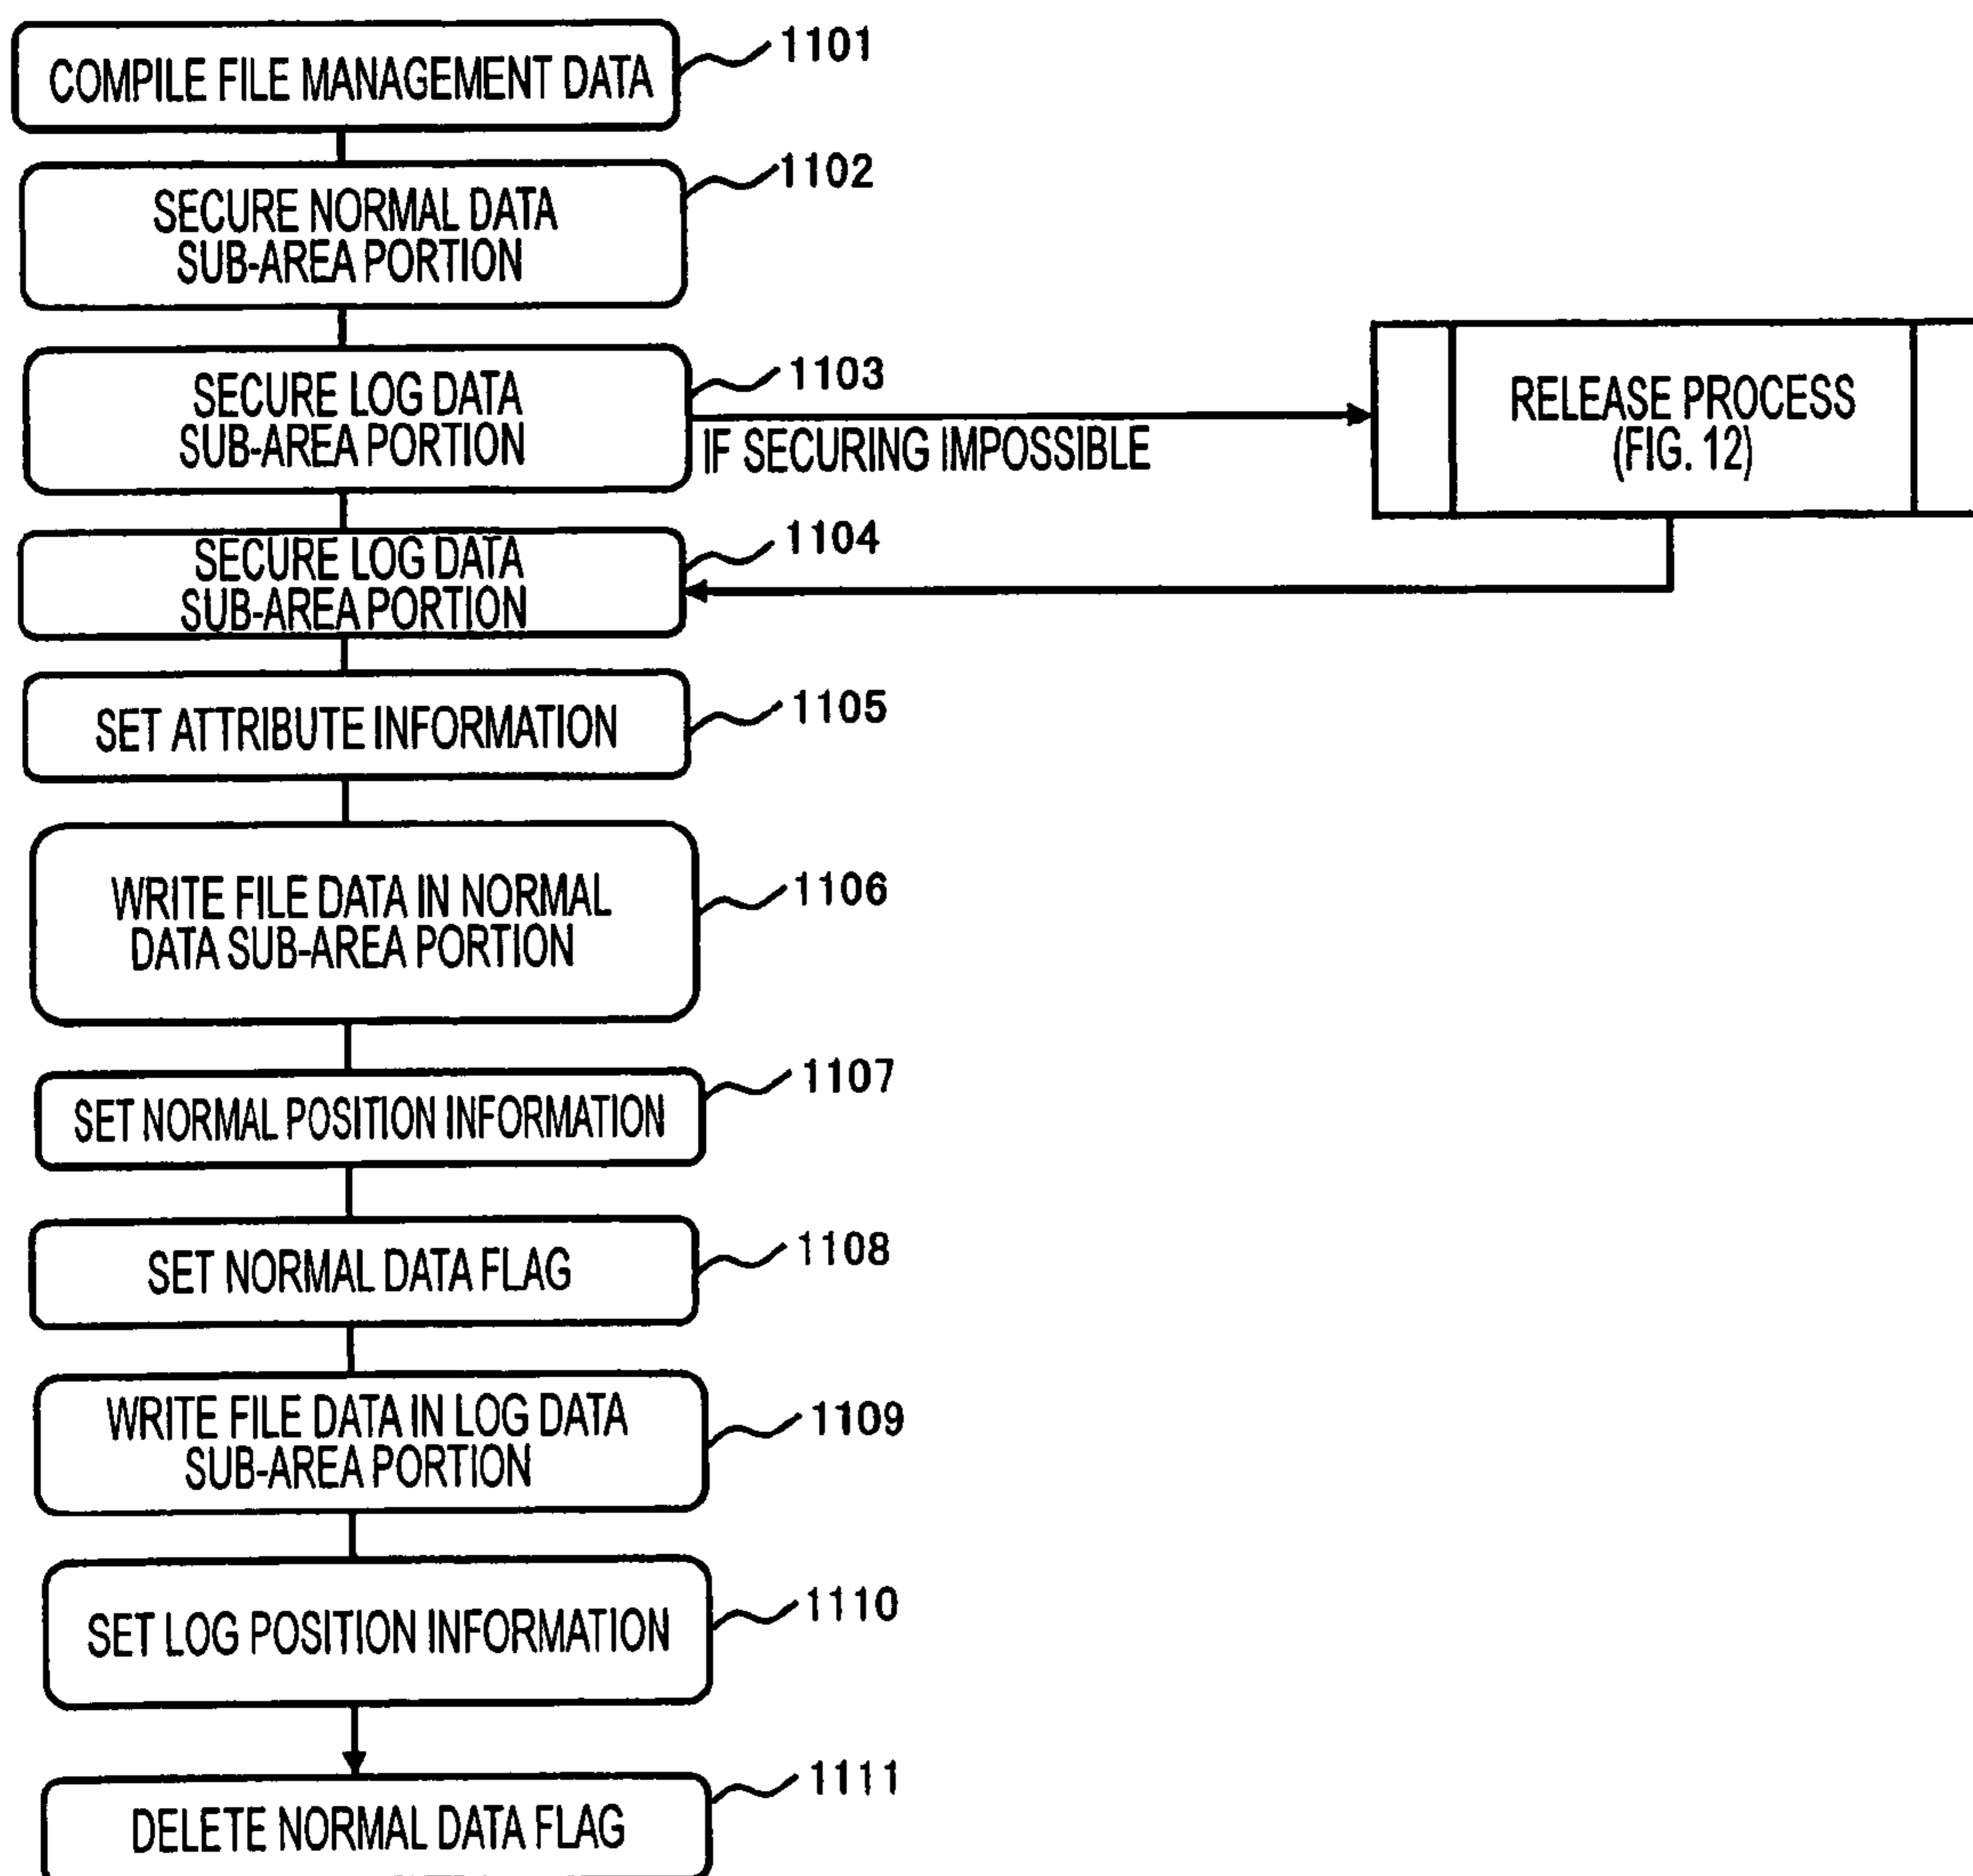 COMPILE FILE MANAGEMENT DATA
1101
SECURE NORMAL DATA
SUB-AREA PORTION
1102
SECURE LOG DATA
SUB-AREA PORTION
1103
IF SECURING IMPOSSIBLE
RELEASE PROCESS
(FIG. 12)
SECURE LOG DATA
SUB-AREA PORTION
1104
SET ATTRIBUTE INFORMATION
1105
WRITE FILE DATA IN NORMAL
DATA SUB-AREA PORTION
1106
SET NORMAL POSITION INFORMATION
1107
SET NORMAL DATA FLAG
1108
WRITE FILE DATA IN LOG DATA
SUB-AREA PORTION
1109
SET LOG POSITION INFORMATION
1110
DELETE NORMAL DATA FLAG
1111